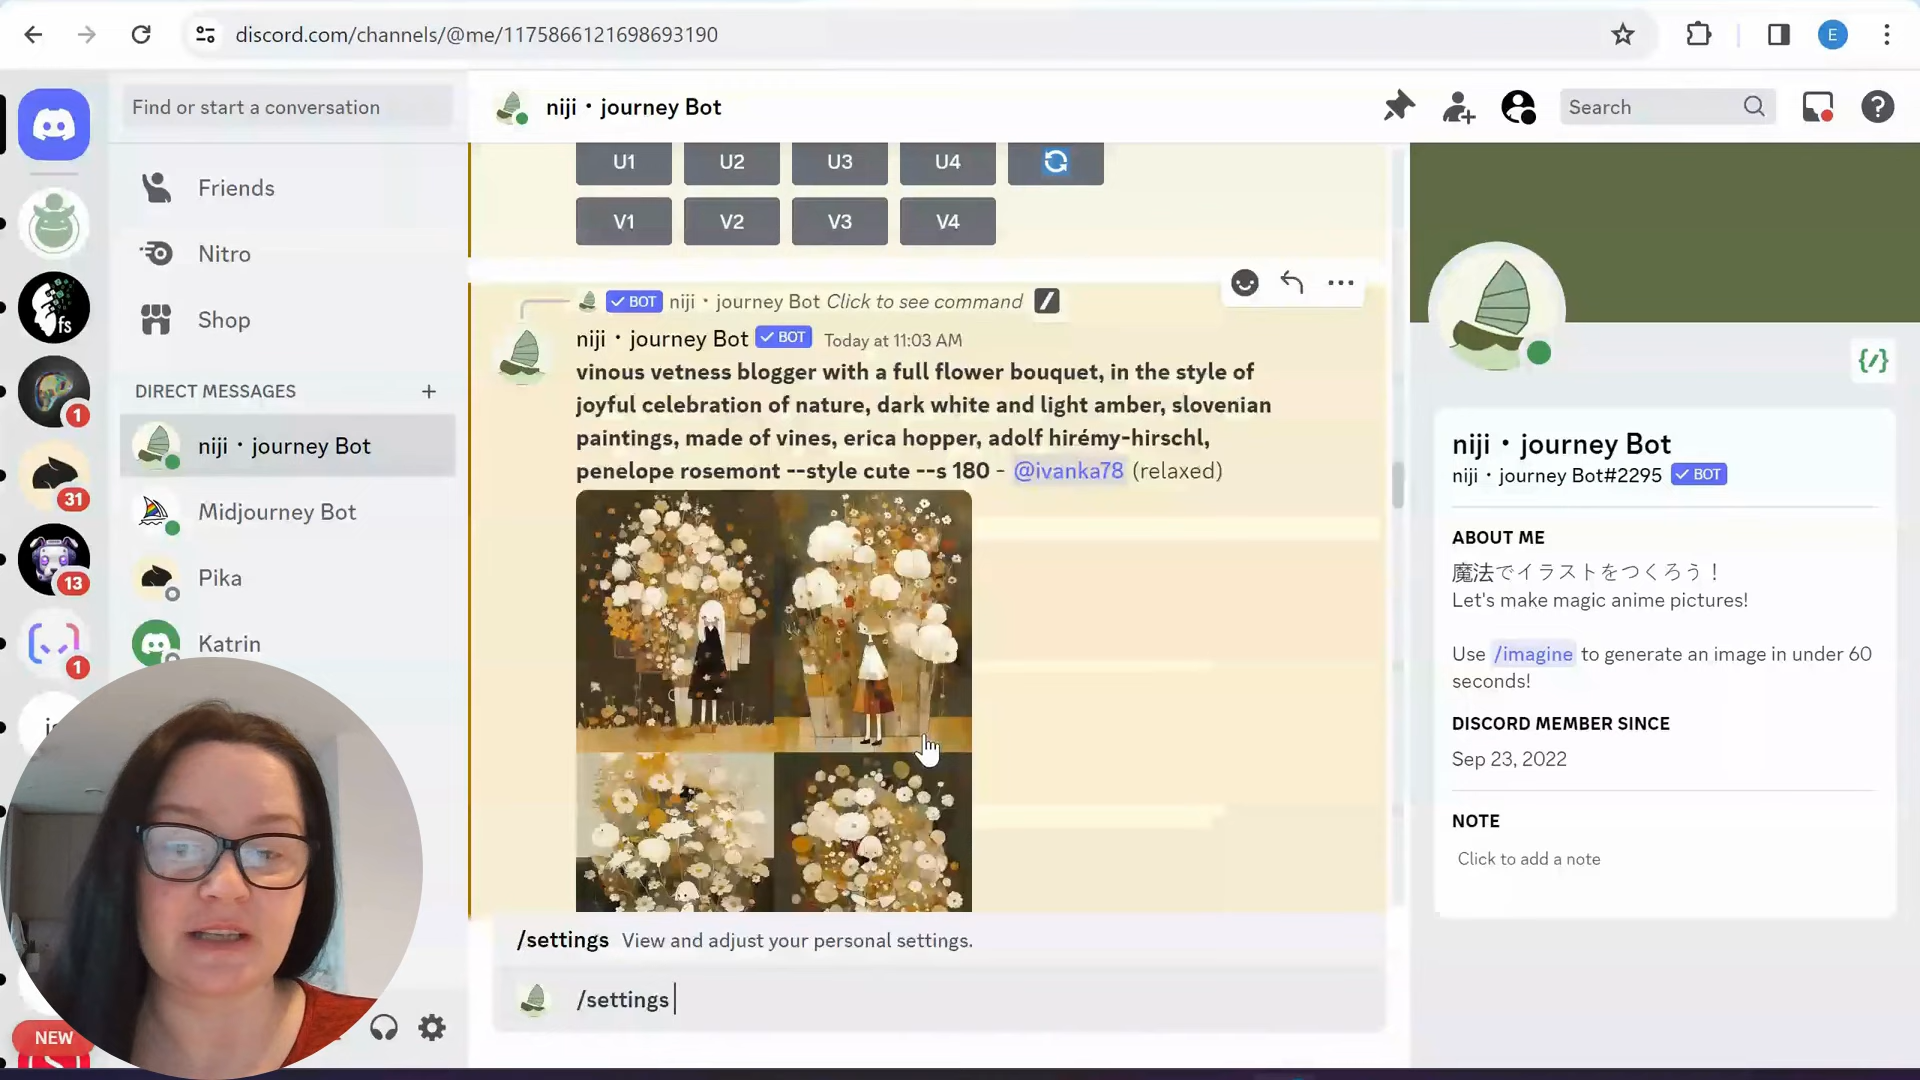 discord.com/channels/@me/1175866121698693190
E
Find or start a conversation
niji・journey Bot
Search
Friends
Nitro
Shop
DIRECT MESSAGES
niji・journey Bot
Midjourney Bot
Pika
Katrin
fs
1
31
13
1
NEW
U1 U2 U3 U4
V1 V2 V3 V4
BOT niji・journey Bot Click to see command
niji・journey Bot BOT Today at 11:03 AM
vinous vetness blogger with a full flower bouquet, in the style of
joyful celebration of nature, dark white and light amber, slovenian
paintings, made of vines, erica hopper, adolf hirémy-hirschl,
penelope rosemont --style cute --s 180 - @ivanka78 (relaxed)
/settings View and adjust your personal settings.
/settings
niji・journey Bot
niji・journey Bot#2295 BOT
ABOUT ME
魔法でイラストをつくろう！
Let's make magic anime pictures!
Use /imagine to generate an image in under 60
seconds!
DISCORD MEMBER SINCE
Sep 23, 2022
NOTE
Click to add a note